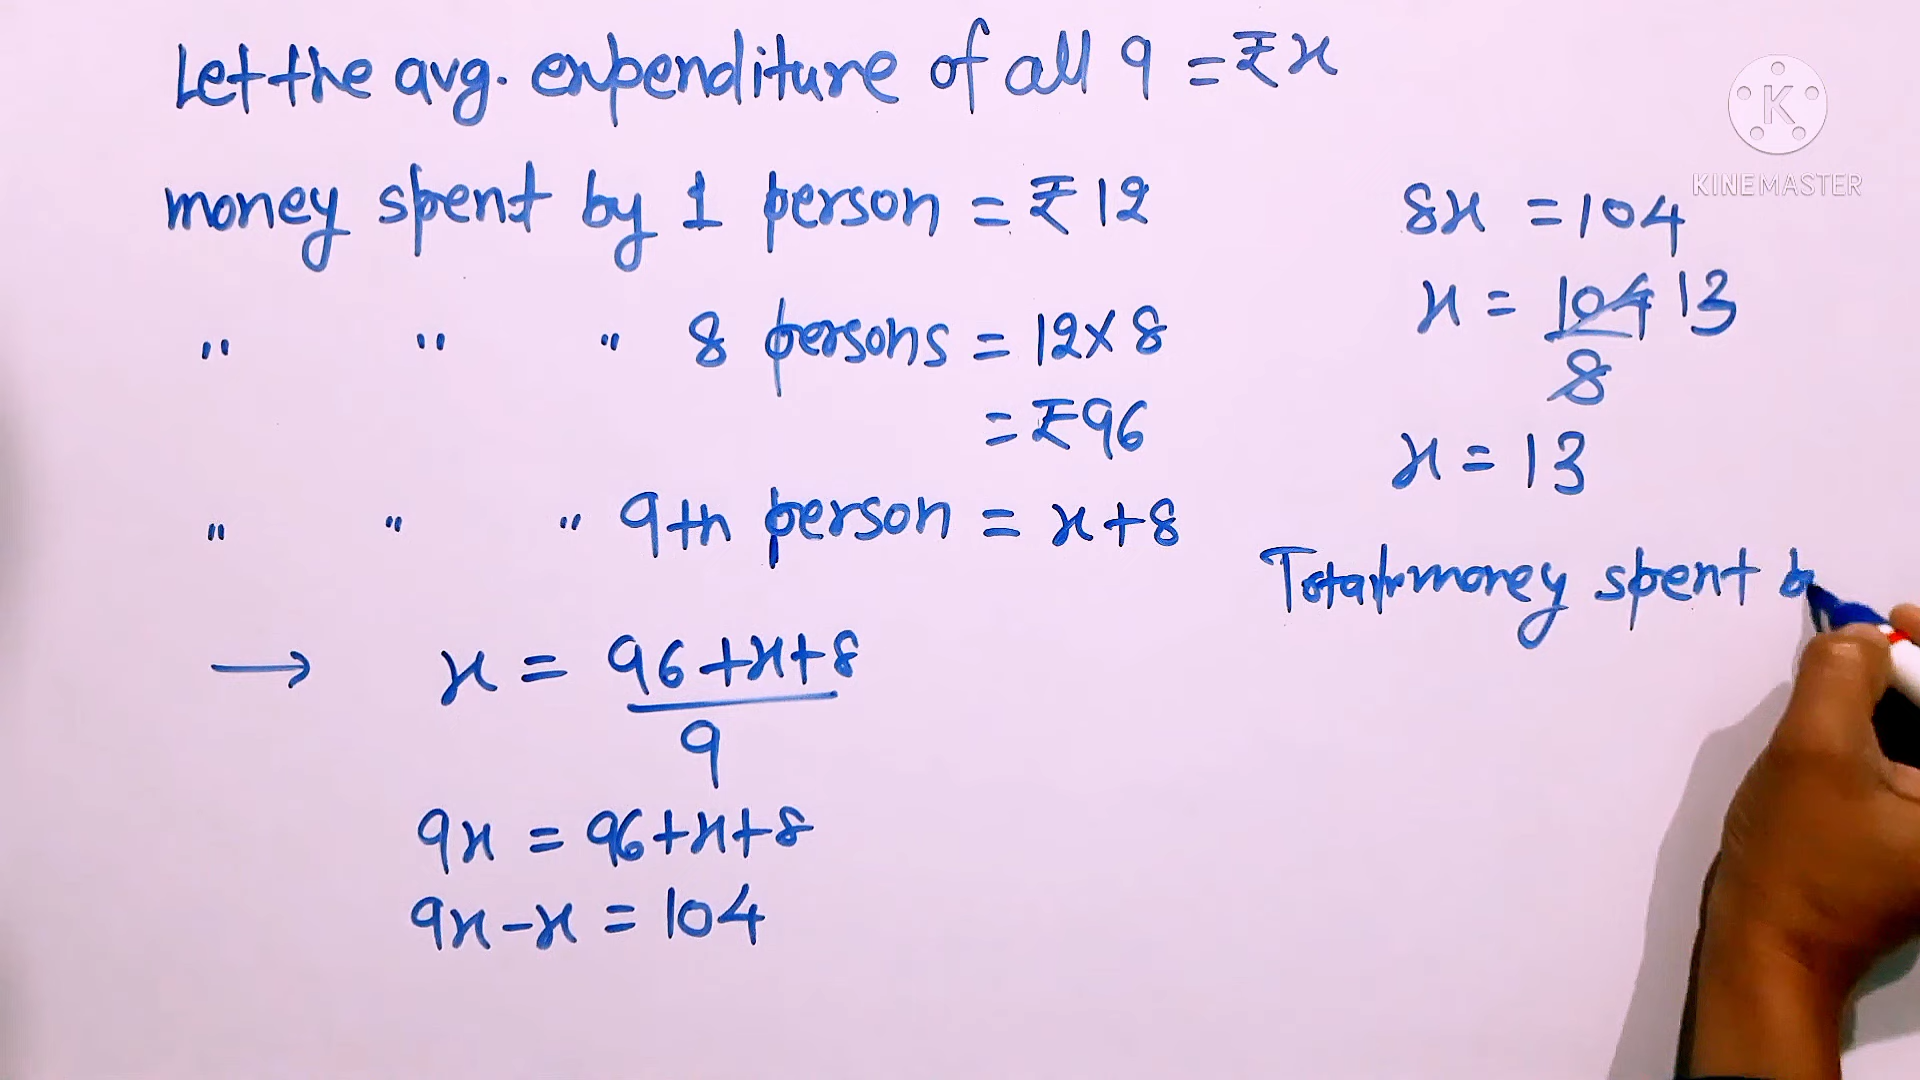 Let the avg. expenditure of all 9 = ₹x
money spent by 1 person = ₹12
" " " 8 persons = 12×8
= ₹96
" " " 9th person = x+8
→ x = 96+x+8
9
9x = 96+x+8
9x-x = 104
K
KINEMASTER
8x = 104
x = 104 13
8
x = 13
Total money spent b